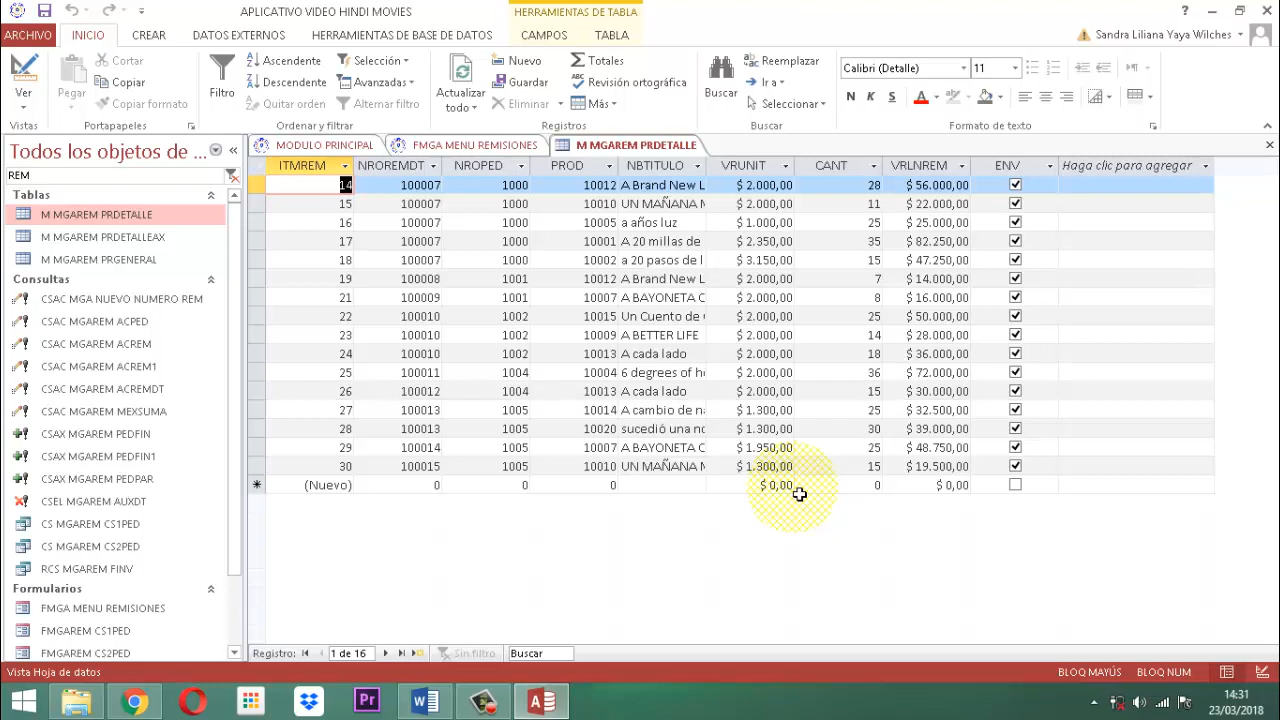 APLICATIVO VIDEO HINDI MOVIES
HERRAMIENTAS DE TABLA
ARCHIVO INICIO CREAR DATOS EXTERNOS HERRAMIENTAS DE BASE DE DATOS CAMPOS TABLA Sandra Liliana Yaya Wilches
Ver
Vistas
Pegar
Cortar
Copiar
Copiar formato
Portapapeles
Filtro
Ascendente
Descendente
Quitar orden
Selección
Avanzadas
Alternar filtro
Ordenar y filtrar
Actualizar todo
Nuevo
Guardar
Eliminar
Totales
Revisión ortográfica
Más
Registros
Buscar
Reemplazar
Ir a
Seleccionar
Buscar
Calibri (Detalle) 11
N K S A
Formato de texto
Todos los objetos de ...
REM
Tablas
M MGAREM PRDETALLE
M MGAREM PRDETALLEAX
M MGAREM PRGENERAL
Consultas
CSAC MGA NUEVO NUMERO REM
CSAC MGAREM ACPED
CSAC MGAREM ACREM
CSAC MGAREM ACREM1
CSAC MGAREM ACREMDT
CSAC MGAREM MEXSUMA
CSAX MGAREM PEDFIN
CSAX MGAREM PEDFIN1
CSAX MGAREM PEDPAR
CSEL MGAREM AUXDT
CS MGAREM CS1PED
CS MGAREM CS2PED
RCS MGAREM FINV
Formularios
FMGA MENU REMISIONES
FMGAREM CS1PED
FMGAREM CS2PED
MODULO PRINCIPAL FMGA MENU REMISIONES M MGAREM PRDETALLE
ITMREM NROREMDT NROPED PROD NBTITULO VRUNIT CANT VRLNREM ENV Haga clic para agregar
14 100007 1000 10012 A Brand New L $ 2.000,00 28 $ 56.000,00
15 100007 1000 10010 UN MAÑANA M $ 2.000,00 11 $ 22.000,00
16 100007 1000 10005 a años luz $ 1.000,00 25 $ 25.000,00
17 100007 1000 10001 A 20 millas de $ 2.350,00 35 $ 82.250,00
18 100007 1000 10002 a 20 pasos de l $ 3.150,00 15 $ 47.250,00
19 100008 1001 10012 A Brand New L $ 2.000,00 7 $ 14.000,00
21 100009 1001 10007 A BAYONETA C $ 2.000,00 8 $ 16.000,00
22 100010 1002 10015 Un Cuento de $ 2.000,00 25 $ 50.000,00
23 100010 1002 10009 A BETTER LIFE $ 2.000,00 14 $ 28.000,00
24 100010 1002 10013 A cada lado $ 2.000,00 18 $ 36.000,00
25 100011 1004 10004 6 degrees of h $ 2.000,00 36 $ 72.000,00
26 100012 1004 10013 A cada lado $ 2.000,00 15 $ 30.000,00
27 100013 1005 10014 A cambio de na $ 1.300,00 25 $ 32.500,00
28 100013 1005 10020 sucedió una no $ 1.300,00 30 $ 39.000,00
29 100014 1005 10007 A BAYONETA C $ 1.950,00 25 $ 48.750,00
30 100015 1005 10010 UN MAÑANA M $ 1.300,00 15 $ 19.500,00
(Nuevo) 0 0 0 $ 0,00 0 $ 0,00
Registro: 1 de 16 Sin filtro Buscar
Vista Hoja de datos BLOQ MAYÚS BLOQ NUM
14:31
23/03/2018